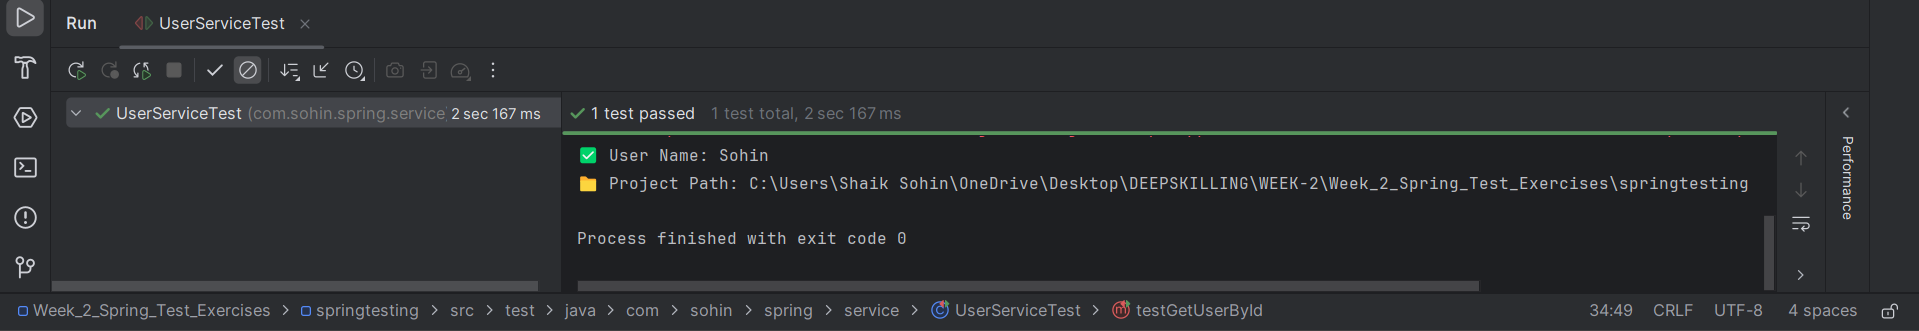 Run UserServiceTest
UserServiceTest (com.sohin.spring.service 2 sec 167 ms
1 test passed 1 test total, 2 sec 167 ms
User Name: Sohin
Project Path: C:\Users\Shaik Sohin\OneDrive\Desktop\DEEPSKILLING\WEEK-2\Week_2_Spring_Test_Exercises\springtesting
Process finished with exit code 0
Performance
Week_2_Spring_Test_Exercises > springtesting > src > test > java > com > sohin > spring > service > UserServiceTest > testGetUserById 34:49 CRLF UTF-8 4 spaces